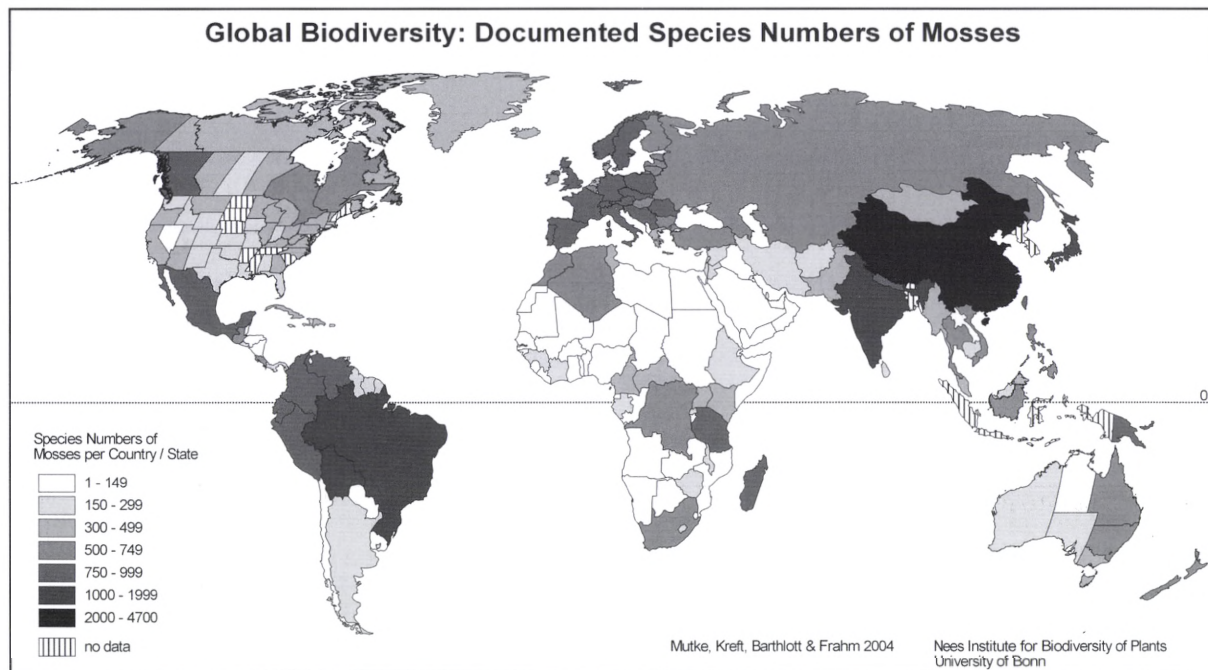 Global Biodiversity: Documented Species Numbers of Mosses
0
Species Numbers of
Mosses per Country / State
1 - 149
150 - 299
300 - 499
500 - 749
750 - 999
1000 - 1999
2000 - 4700
no data
Mutke, Kreft, Barthlott & Frahm 2004
Nees Institute for Biodiversity of Plants
University of Bonn